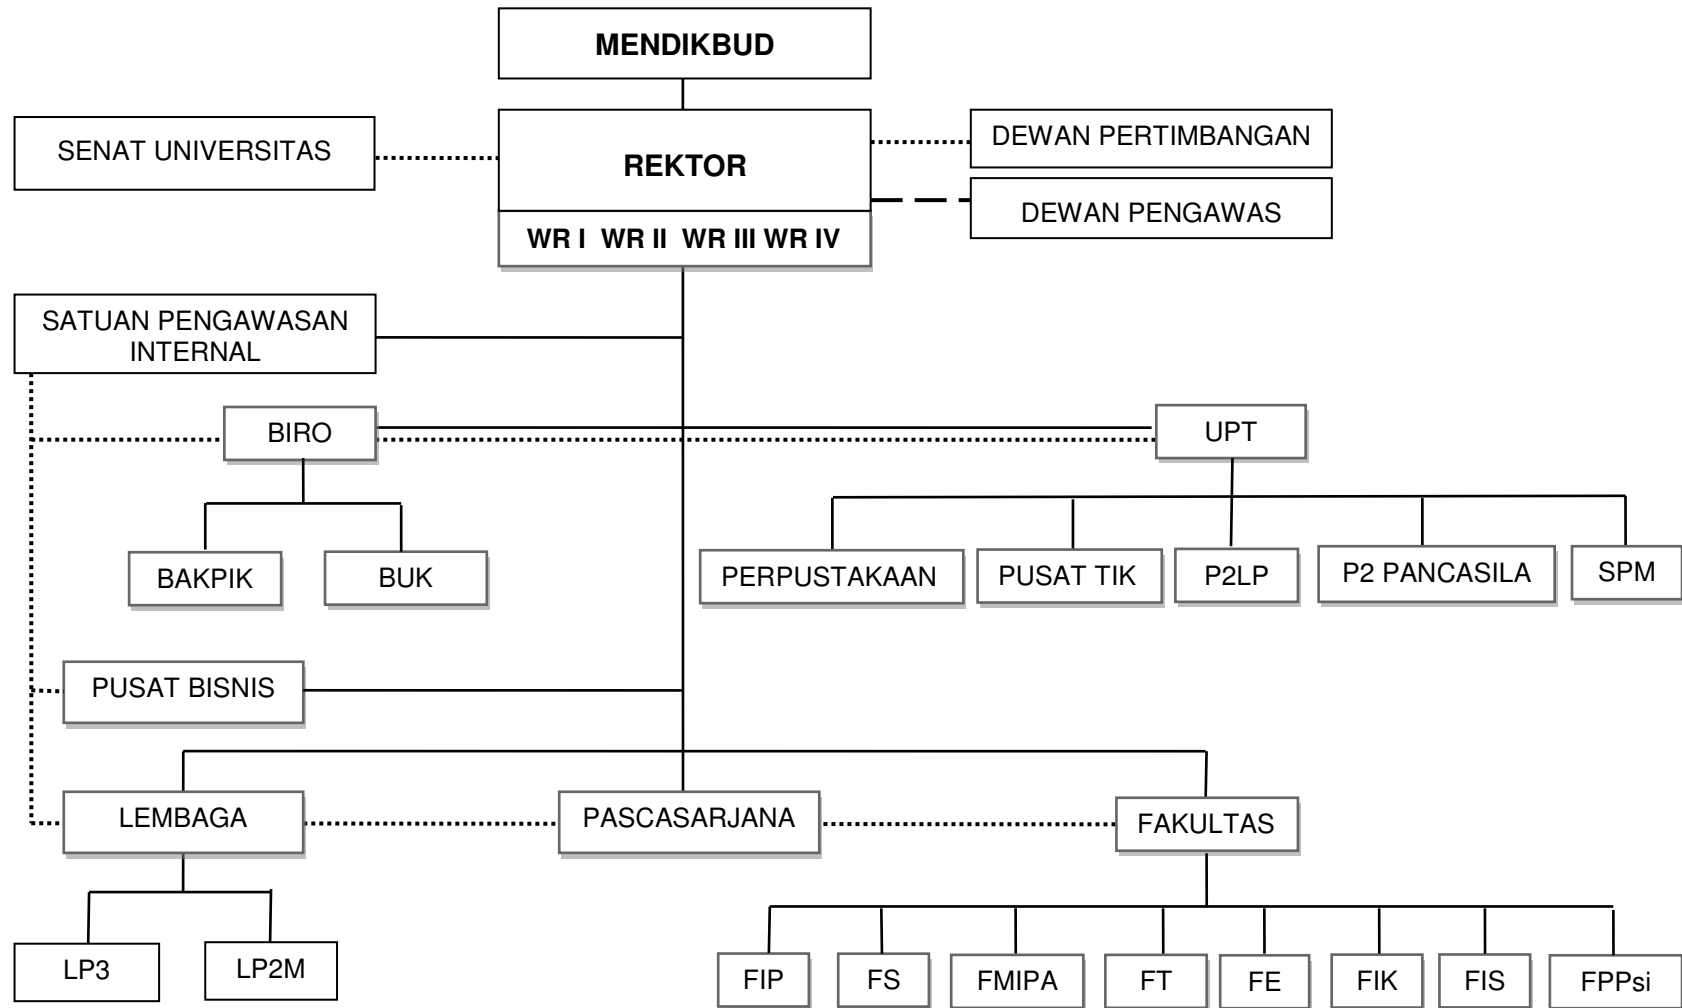 MENDIKBUD
SENAT UNIVERSITAS
REKTOR
DEWAN PERTIMBANGAN
DEWAN PENGAWAS
WR I WR II WR III WR IV
SATUAN PENGAWASAN
INTERNAL
BIRO
UPT
BAKPIK
BUK
PERPUSTAKAAN
PUSAT TIK
P2LP
P2 PANCASILA
SPM
PUSAT BISNIS
LEMBAGA
PASCASARJANA
FAKULTAS
LP3
LP2M
FIP
FS
FMIPA
FT
FE
FIK
FIS
FPPsi